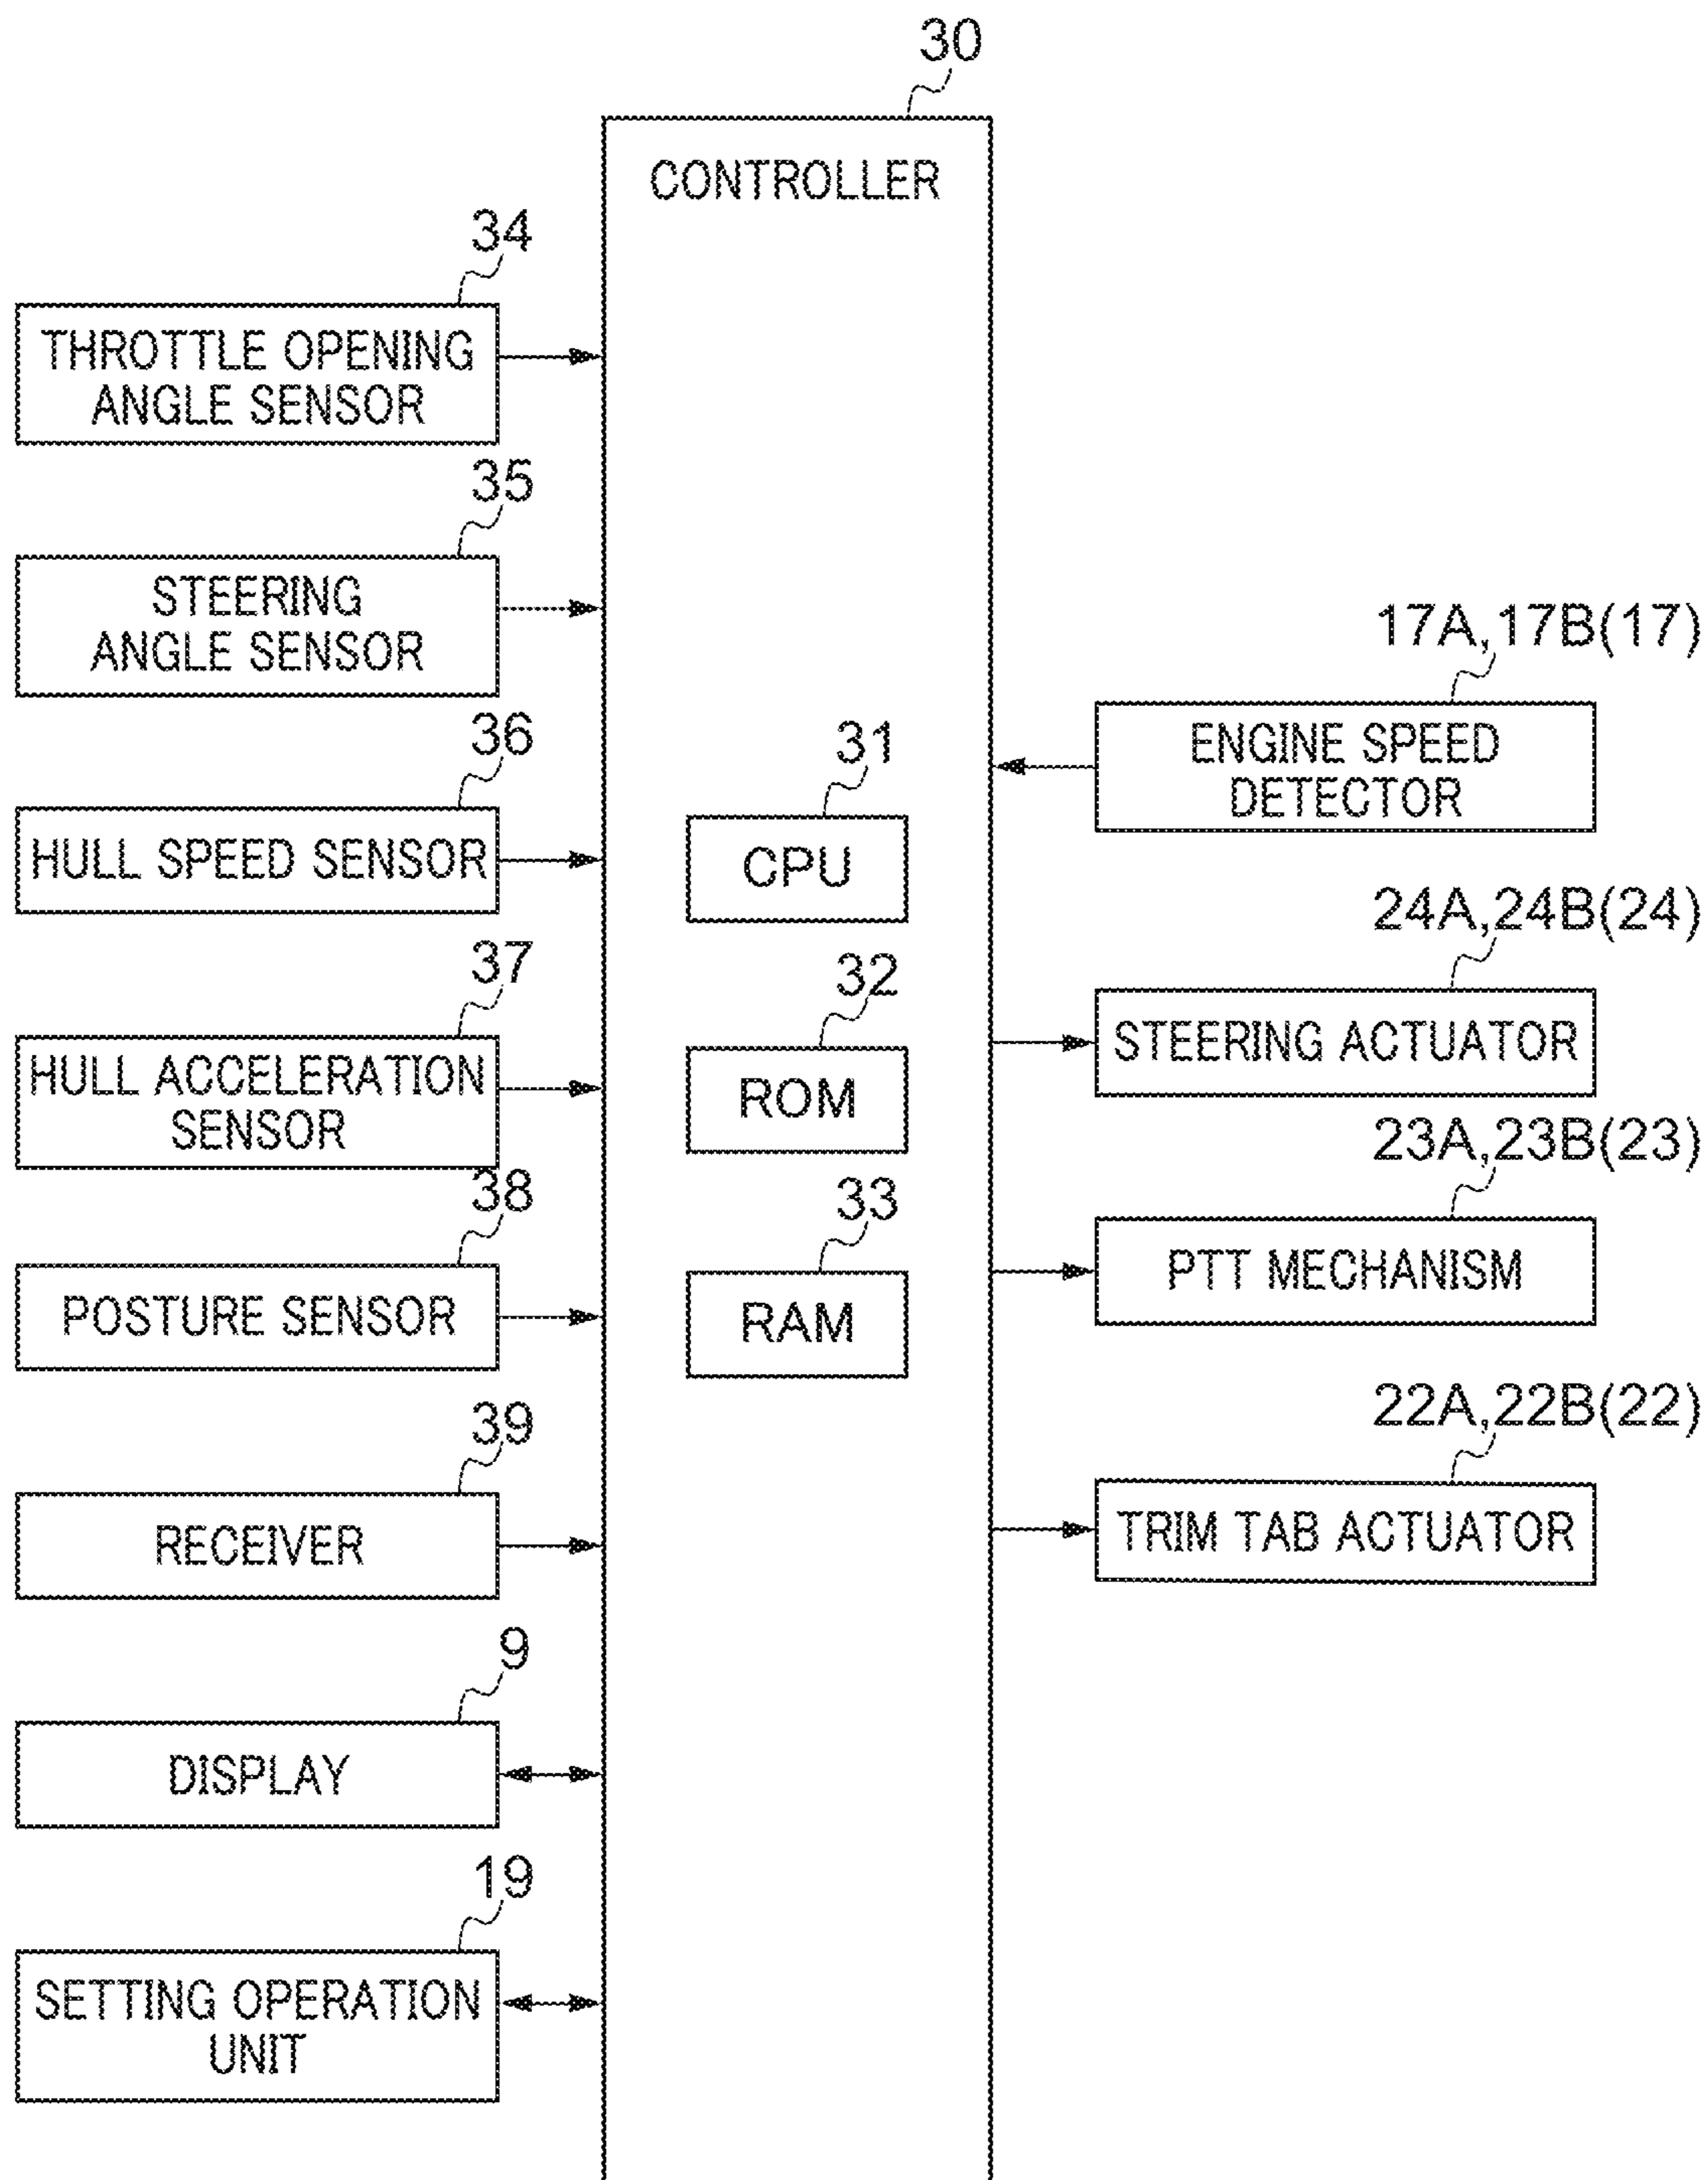 30
CONTROLLER
34
THROTTLE OPENING
ANGLE SENSOR
35
STEERING
ANGLE SENSOR
36
HULL SPEED SENSOR
37
HULL ACCELERATION
SENSOR
38
POSTURE SENSOR
39
RECEIVER
9
DISPLAY
19
SETTING OPERATION
UNIT
31
CPU
32
ROM
33
RAM
17A,17B(17)
ENGINE SPEED
DETECTOR
24A,24B(24)
STEERING ACTUATOR
23A,23B(23)
PTT MECHANISM
22A,22B(22)
TRIM TAB ACTUATOR